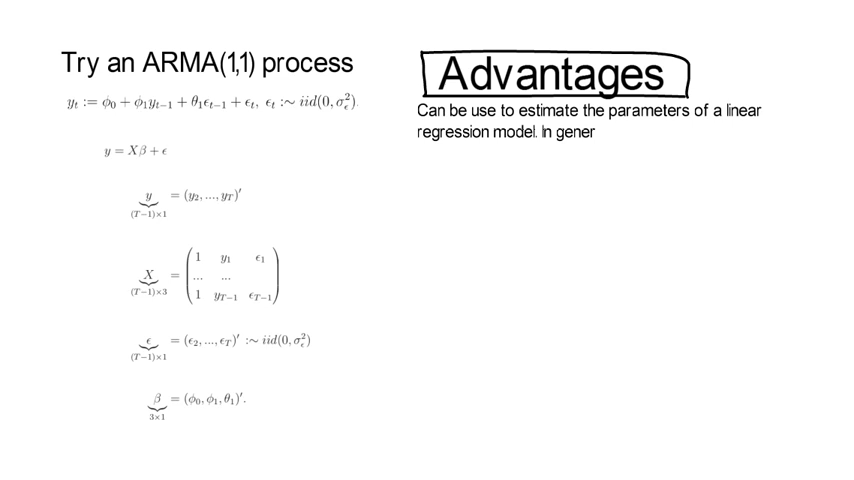 Try an ARMA(1,1) process
y_t := ϕ_0 + ϕ_1 y_{t−1} + θ_1 ϵ_{t−1} + ϵ_t, ϵ_t :∼ iid(0, σ_ϵ^2).
y = Xβ + ϵ
y = (y_2, ..., y_T)′
(T−1)×1
X = ( 1 y_1 ϵ_1
... ...
1 y_{T−1} ϵ_{T−1} )
(T−1)×3
ϵ = (ϵ_2, ..., ϵ_T)′ :∼ iid(0, σ_ϵ^2)
(T−1)×1
β = (ϕ_0, ϕ_1, θ_1)′.
3×1
Advantages
Can be use to estimate the parameters of a linear
regression model. In gener